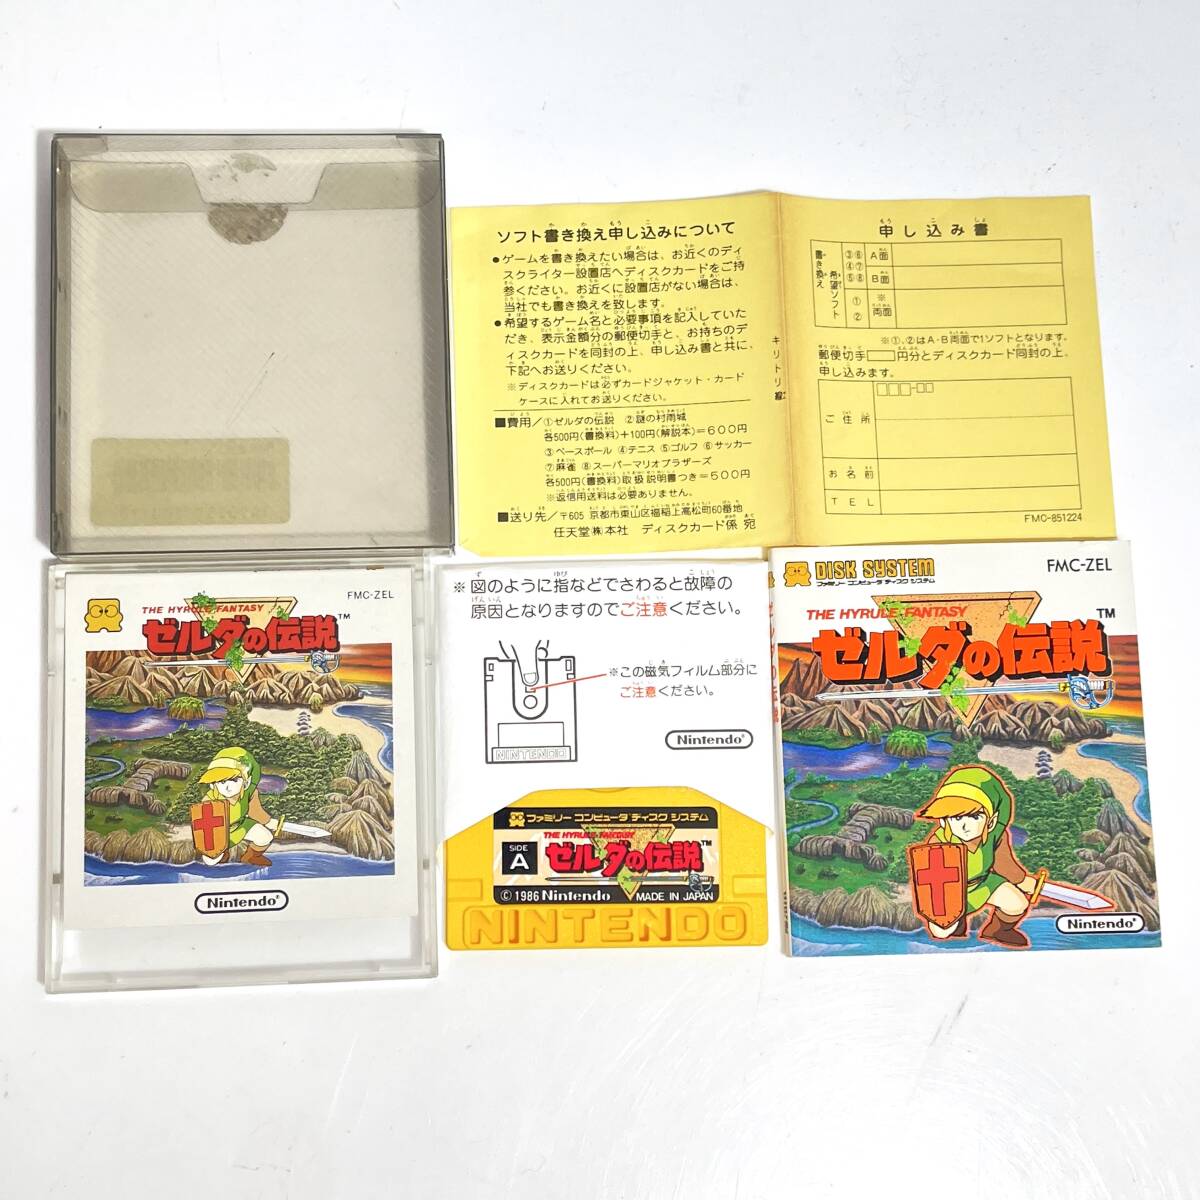 ソフト書き換え申し込みについて
●ゲームを書き換えたい場合は、お近くのディ
スクライター設置店へディスクカードをご持
参ください。お近くに設置店がない場合は、
当社でも書き換えを致します。
●希望するゲーム名と必要事項を記入していた
だき、表示金額分の郵便切手と、お持ちのデ
ィスクカードを同封の上、申し込み書と共に、
下記へお送りください。
※ディスクカードは必ずカードジャケット・カード
ケースに入れてお送りください。
■費用／①ゼルダの伝説 ②謎の村雨城
各500円(書換料)＋100円(解説本)＝600円
③ベースボール ④テニス ⑤ゴルフ ⑥サッカー
⑦麻雀 ⑧スーパーマリオブラザーズ
各500円(書換料)取扱説明書つき＝500円
※返信用送料は必要ありません。
■送り先／〒605 京都市東山区福稲上高松町60番地
任天堂㈱本社 ディスクカード係 宛
キリトリ線
申し込み書
書き換え
希望ソフト
③⑥
④⑦
⑤⑧
A面
B面
①
②
※
両面
※①、②はA・B両面で1ソフトとなります。
郵便切手 円分とディスクカード同封の上、
申し込みます。
ご住所
お名前
TEL
FMC-851224
FMC-ZEL
THE HYRULE FANTASY
ゼルダの伝説™
Nintendo®
※図のように指などでさわると故障の
原因となりますのでご注意ください。
※この磁気フィルム部分に
ご注意ください。
NINTENDO
Nintendo®
ファミリー コンピュータ ディスク システム
SIDE
A
THE HYRULE FANTASY
ゼルダの伝説™
©1986 Nintendo MADE IN JAPAN
NINTENDO
DISK SYSTEM
ファミリー コンピュータ ディスク システム
FMC-ZEL
THE HYRULE FANTASY
ゼルダの伝説
™
Nintendo®